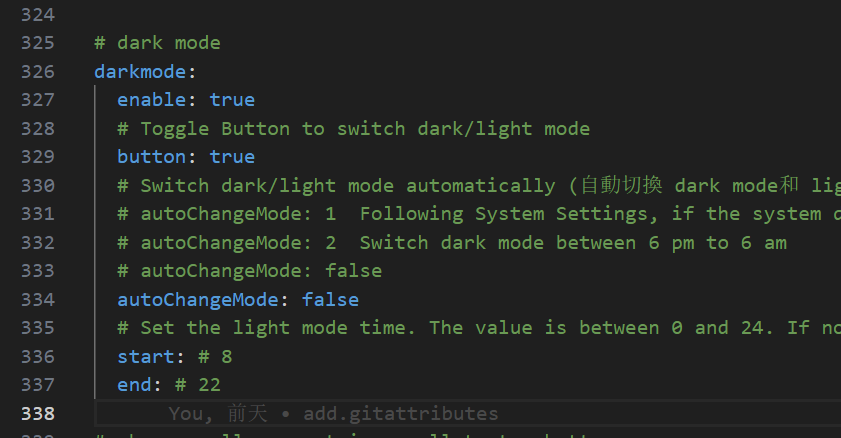 324
325 # dark mode
326 darkmode:
327 enable: true
328 # Toggle Button to switch dark/light mode
329 button: true
330 # Switch dark/light mode automatically (自動切換 dark mode和
331 # autoChangeMode: 1 Following System Settings, if the system
332 # autoChangeMode: 2 Switch dark mode between 6 pm to 6 am
333 # autoChangeMode: false
334 autoChangeMode: false
335 # Set the light mode time. The value is between 0 and 24. If
336 start: # 8
337 end: # 22
338 You, 前天 • add.gitattributes